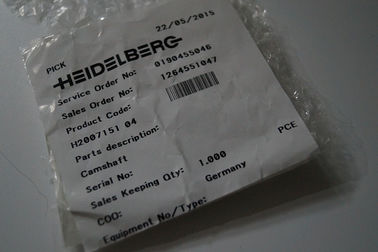 22/05/2015
PICK
HEIDELBERG
Service Order No: 0190455046
Sales Order No: 1264551047
Product Code:
H2007151 04
Parts description:
Camshaft
Serial No:
Sales Keeping Qty: 1.000 PCE
COO: Germany
Equipment No/Type: